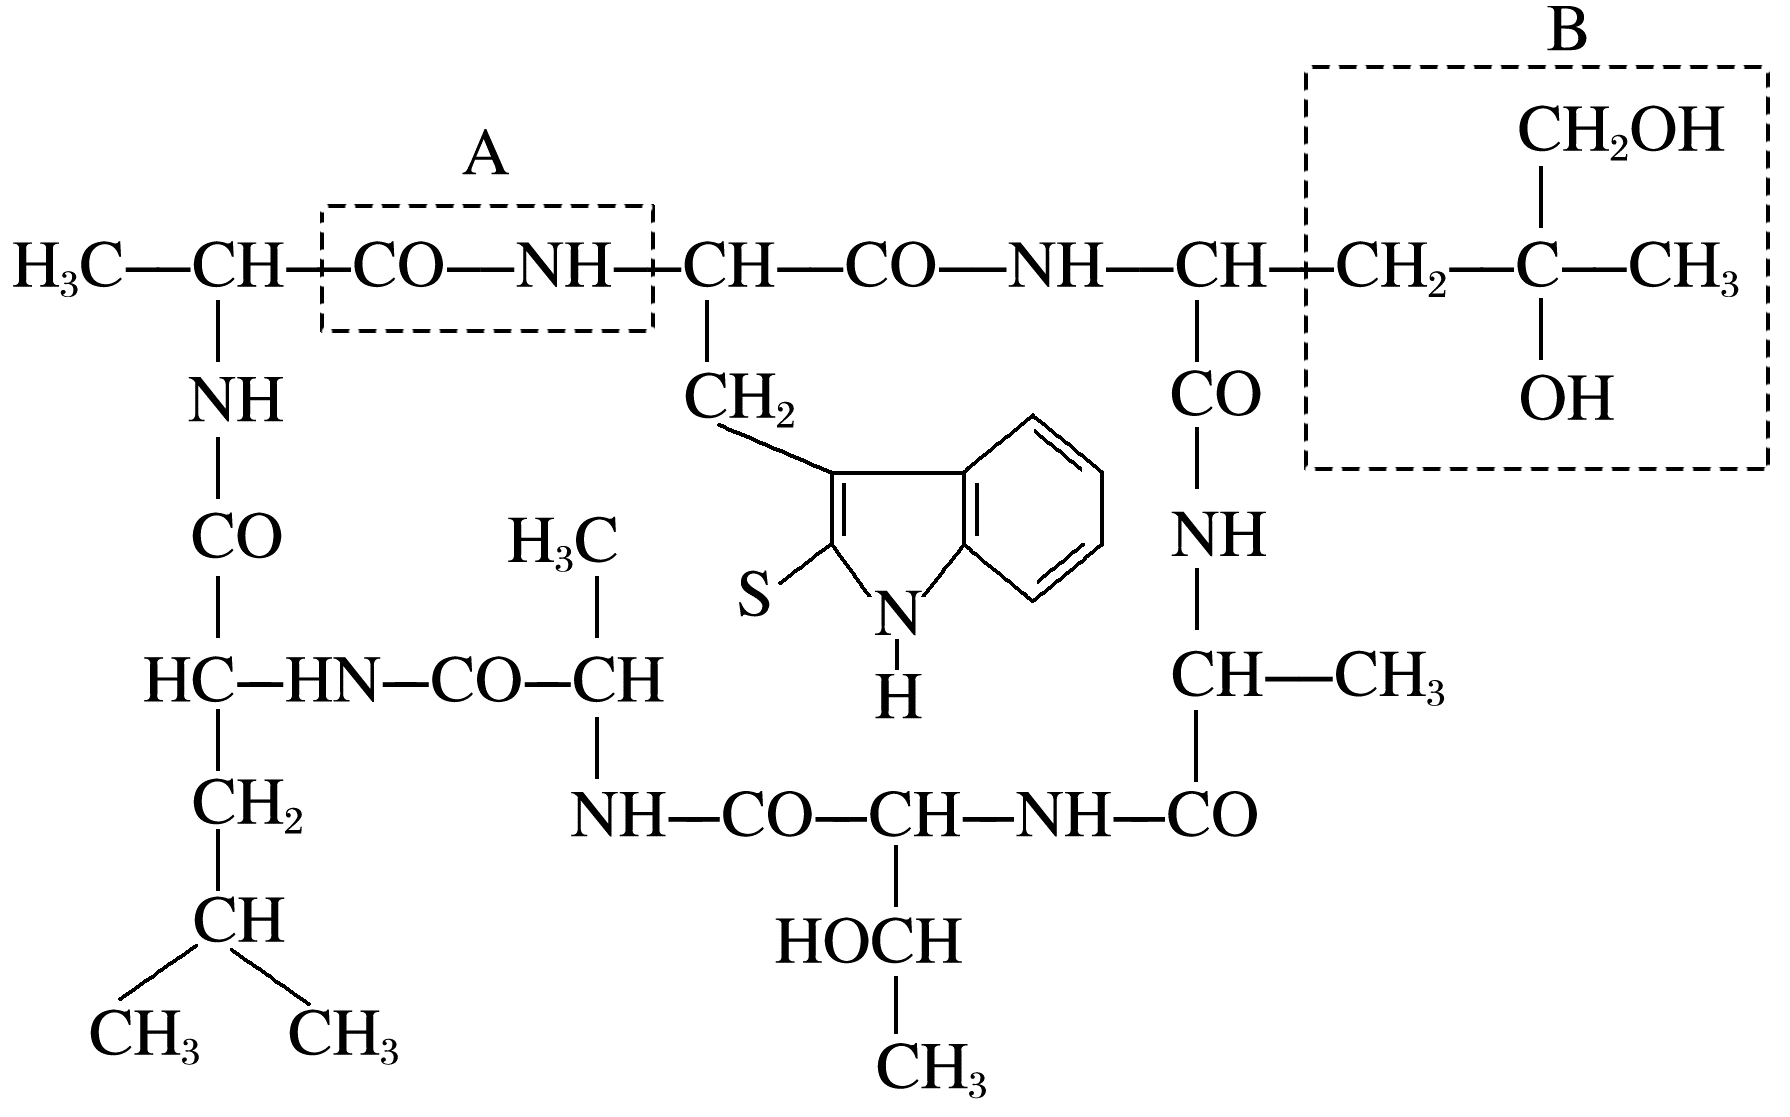 B
CH₂OH
A
H₃C—CH—CO—NH—CH—CO—NH—CH—CH₂—C—CH₃
NH CH₂ CO OH
CO H₃C S N H NH
HC—HN—CO—CH CH—CH₃
CH₂ NH—CO—CH—NH—CO
CH HOCH
CH₃ CH₃ CH₃